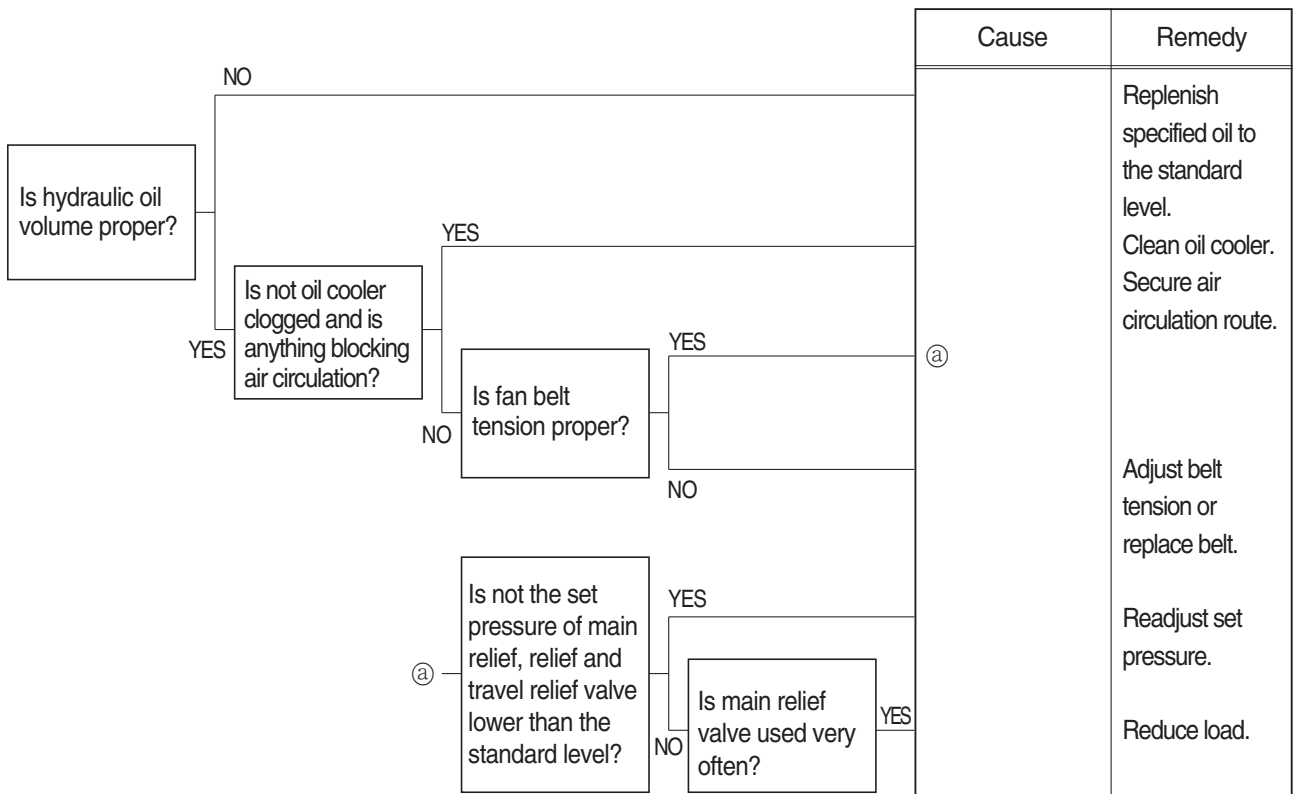 Cause
Remedy
NO
Replenish
specified oil to
the standard
level.
Is hydraulic oil
volume proper?
YES
Clean oil cooler.
Secure air
circulation route.
YES
Is not oil cooler
clogged and is
anything blocking
air circulation?
YES
ⓐ
NO
Is fan belt
tension proper?
NO
Adjust belt
tension or
replace belt.
ⓐ
Is not the set
pressure of main
relief, relief and
travel relief valve
lower than the
standard level?
YES
Readjust set
pressure.
NO
Is main relief
valve used very
often?
YES
Reduce load.